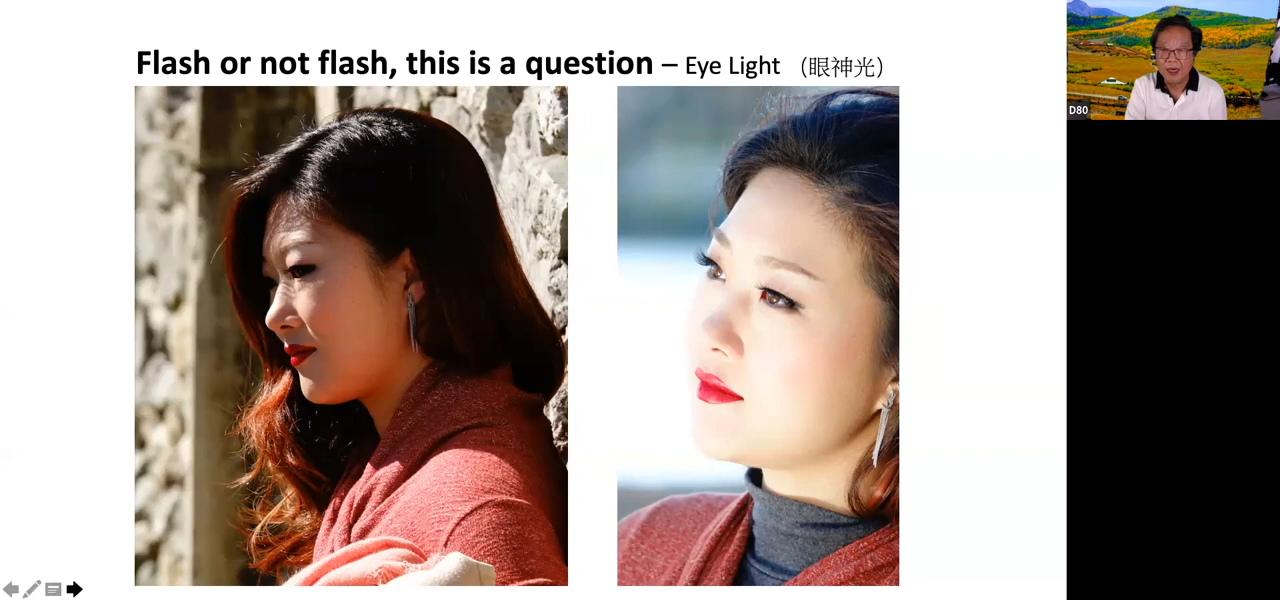 Flash or not flash, this is a question – Eye Light （眼神光）
D80